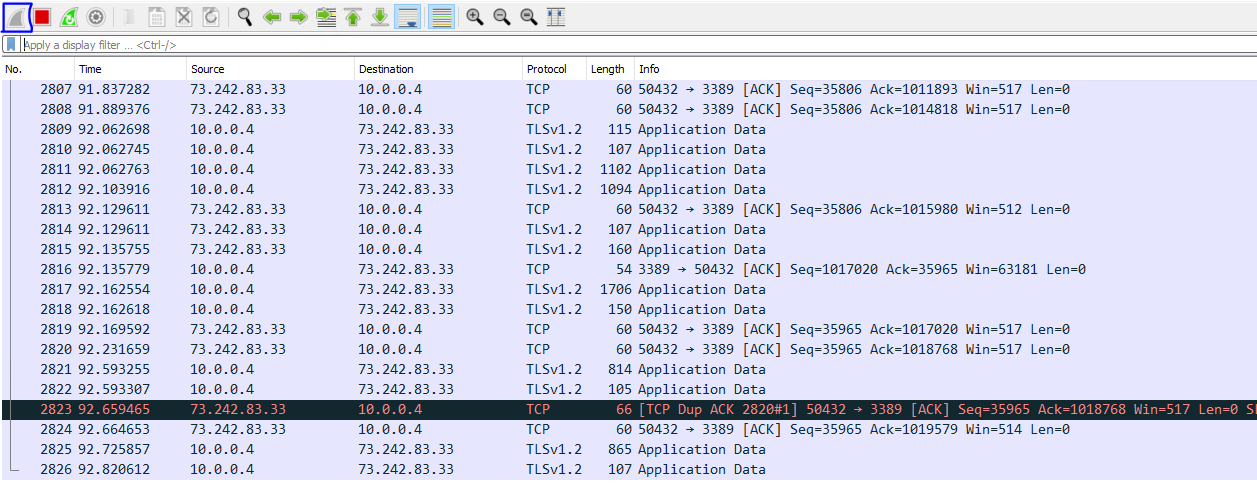 Apply a display filter ... <Ctrl-/>
No. Time Source Destination Protocol Length Info
2807 91.837282 73.242.83.33 10.0.0.4 TCP 60 50432 → 3389 [ACK] Seq=35806 Ack=1011893 Win=517 Len=0
2808 91.889376 73.242.83.33 10.0.0.4 TCP 60 50432 → 3389 [ACK] Seq=35806 Ack=1014818 Win=517 Len=0
2809 92.062698 10.0.0.4 73.242.83.33 TLSv1.2 115 Application Data
2810 92.062745 10.0.0.4 73.242.83.33 TLSv1.2 107 Application Data
2811 92.062763 10.0.0.4 73.242.83.33 TLSv1.2 1102 Application Data
2812 92.103916 10.0.0.4 73.242.83.33 TLSv1.2 1094 Application Data
2813 92.129611 73.242.83.33 10.0.0.4 TCP 60 50432 → 3389 [ACK] Seq=35806 Ack=1015980 Win=512 Len=0
2814 92.129611 73.242.83.33 10.0.0.4 TLSv1.2 107 Application Data
2815 92.135755 73.242.83.33 10.0.0.4 TLSv1.2 160 Application Data
2816 92.135779 10.0.0.4 73.242.83.33 TCP 54 3389 → 50432 [ACK] Seq=1017020 Ack=35965 Win=63181 Len=0
2817 92.162554 10.0.0.4 73.242.83.33 TLSv1.2 1706 Application Data
2818 92.162618 10.0.0.4 73.242.83.33 TLSv1.2 150 Application Data
2819 92.169592 73.242.83.33 10.0.0.4 TCP 60 50432 → 3389 [ACK] Seq=35965 Ack=1017020 Win=517 Len=0
2820 92.231659 73.242.83.33 10.0.0.4 TCP 60 50432 → 3389 [ACK] Seq=35965 Ack=1018768 Win=517 Len=0
2821 92.593255 10.0.0.4 73.242.83.33 TLSv1.2 814 Application Data
2822 92.593307 10.0.0.4 73.242.83.33 TLSv1.2 105 Application Data
2823 92.659465 73.242.83.33 10.0.0.4 TCP 66 [TCP Dup ACK 2820#1] 50432 → 3389 [ACK] Seq=35965 Ack=1018768 Win=517 Len=0
2824 92.664653 73.242.83.33 10.0.0.4 TCP 60 50432 → 3389 [ACK] Seq=35965 Ack=1019579 Win=514 Len=0
2825 92.725857 10.0.0.4 73.242.83.33 TLSv1.2 865 Application Data
2826 92.820612 10.0.0.4 73.242.83.33 TLSv1.2 107 Application Data